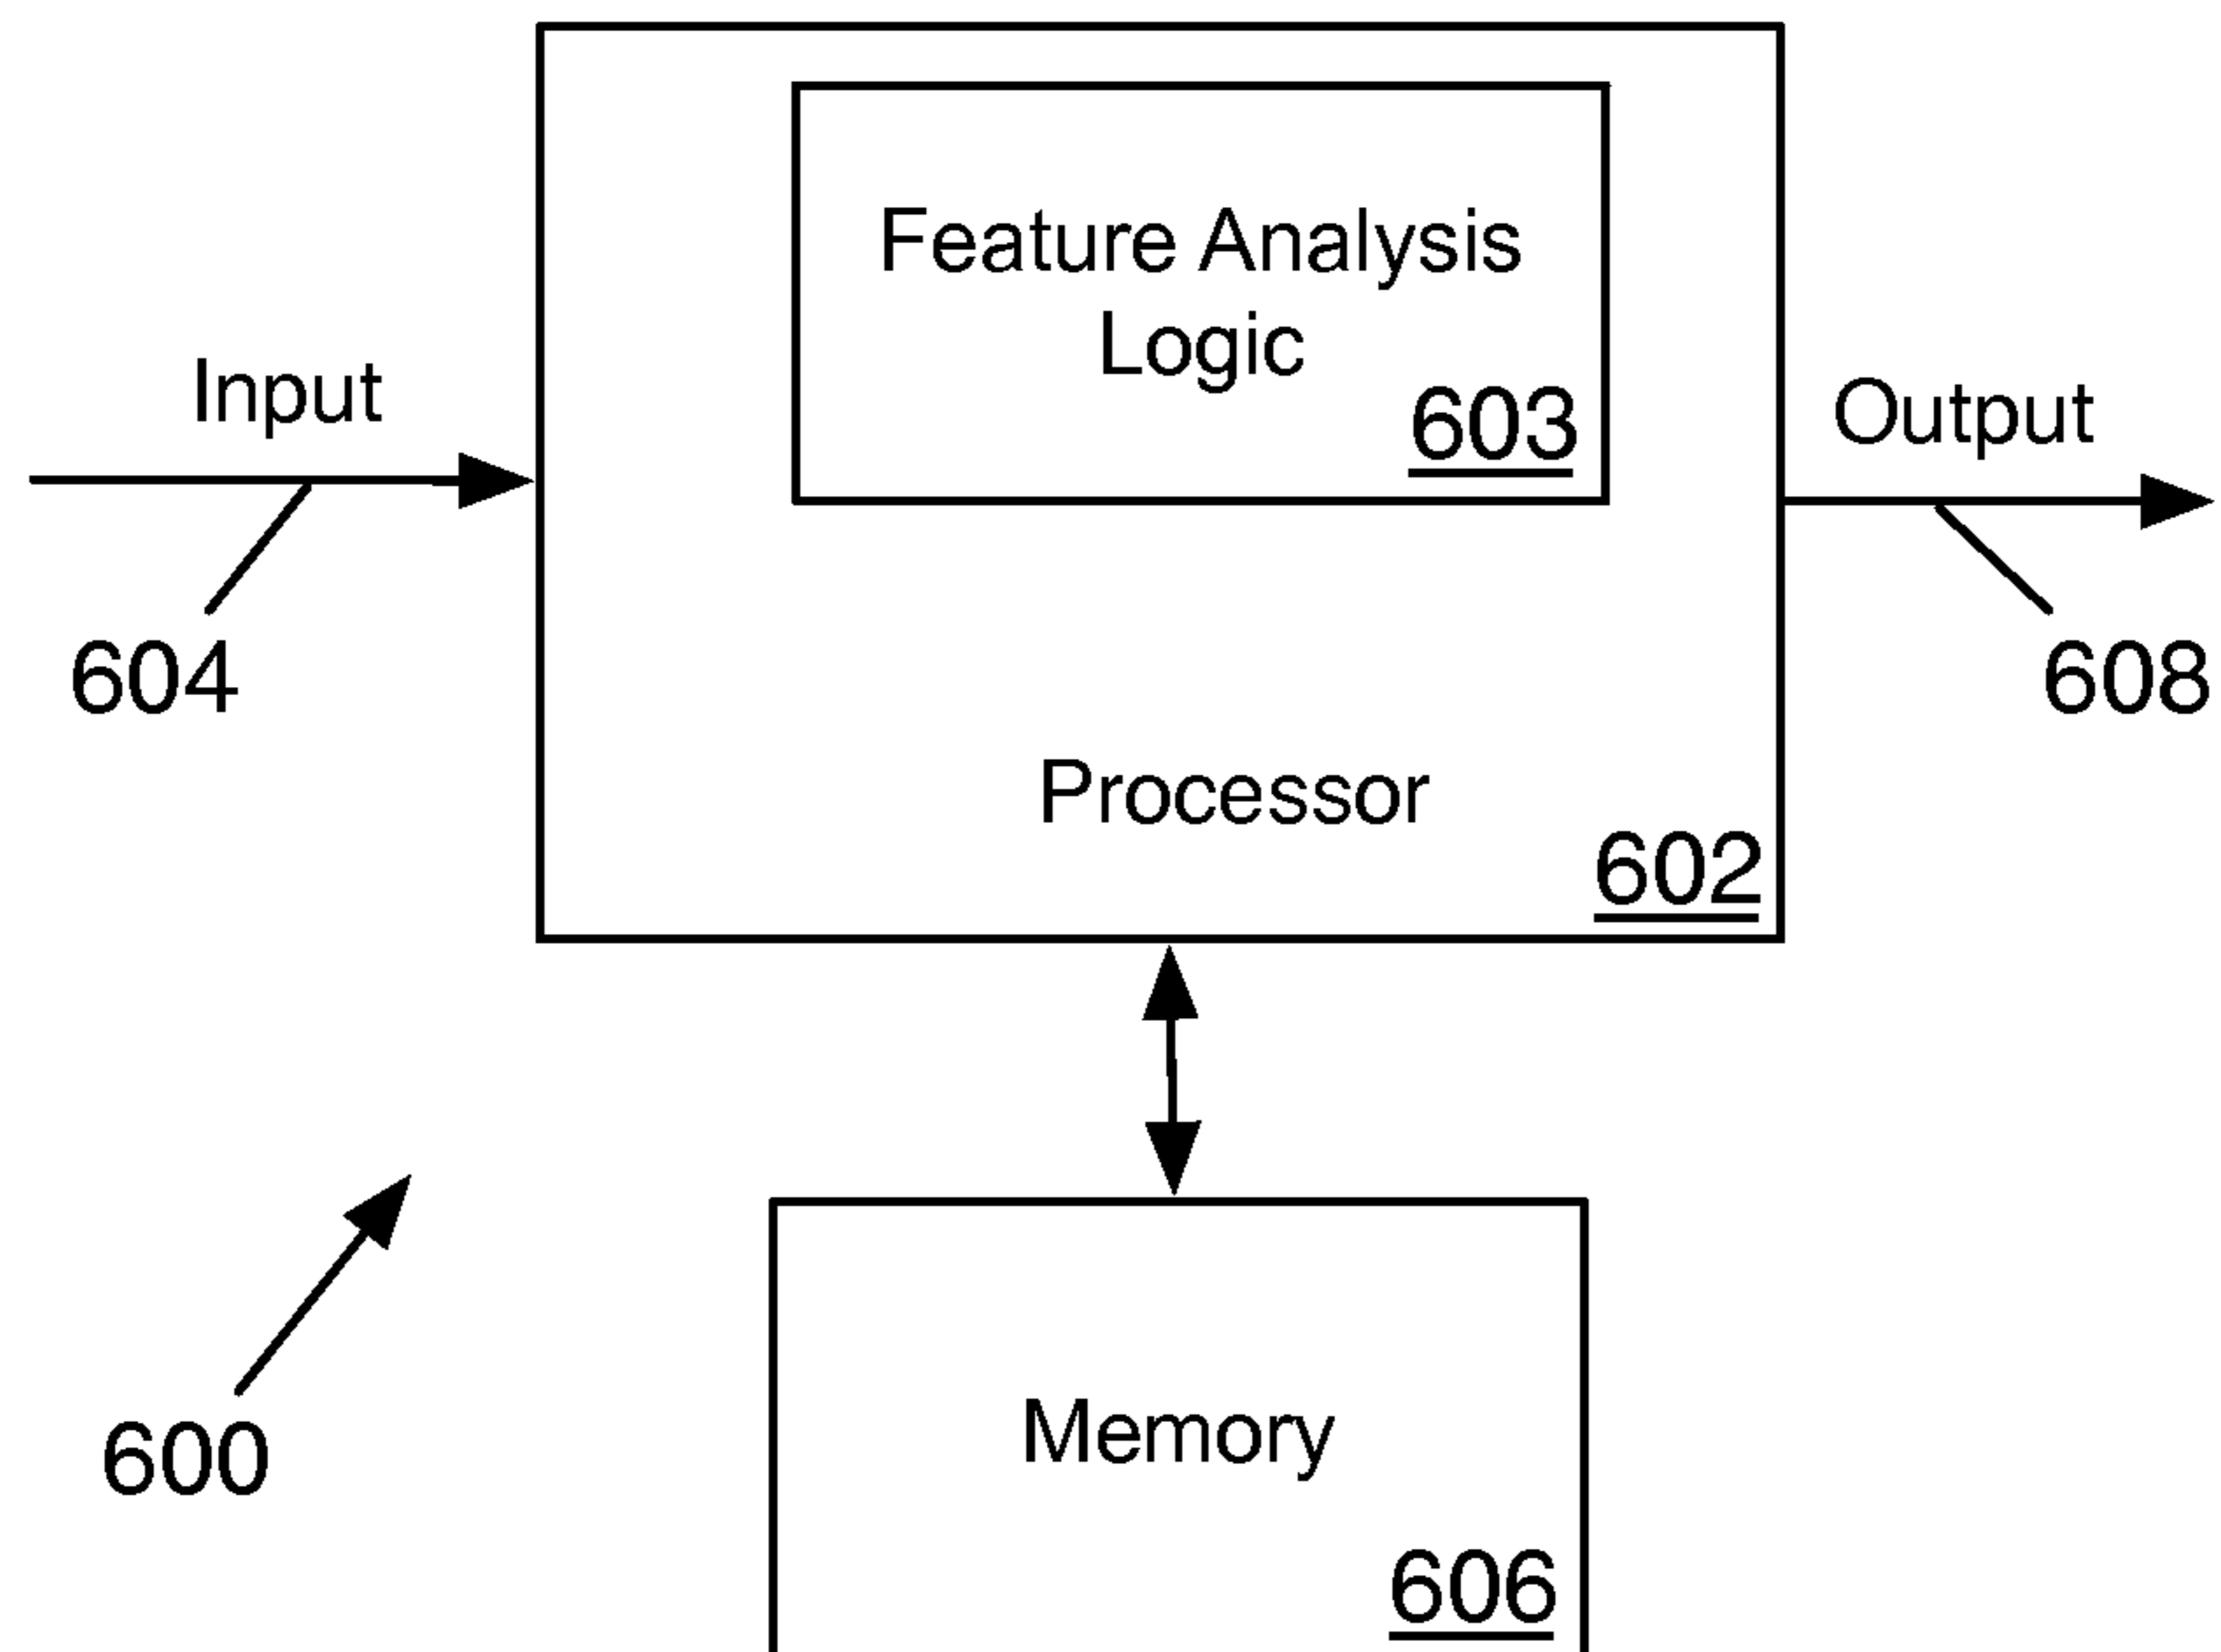 Feature Analysis
Logic
603
Input
Output
604
608
Processor
602
600
Memory
606